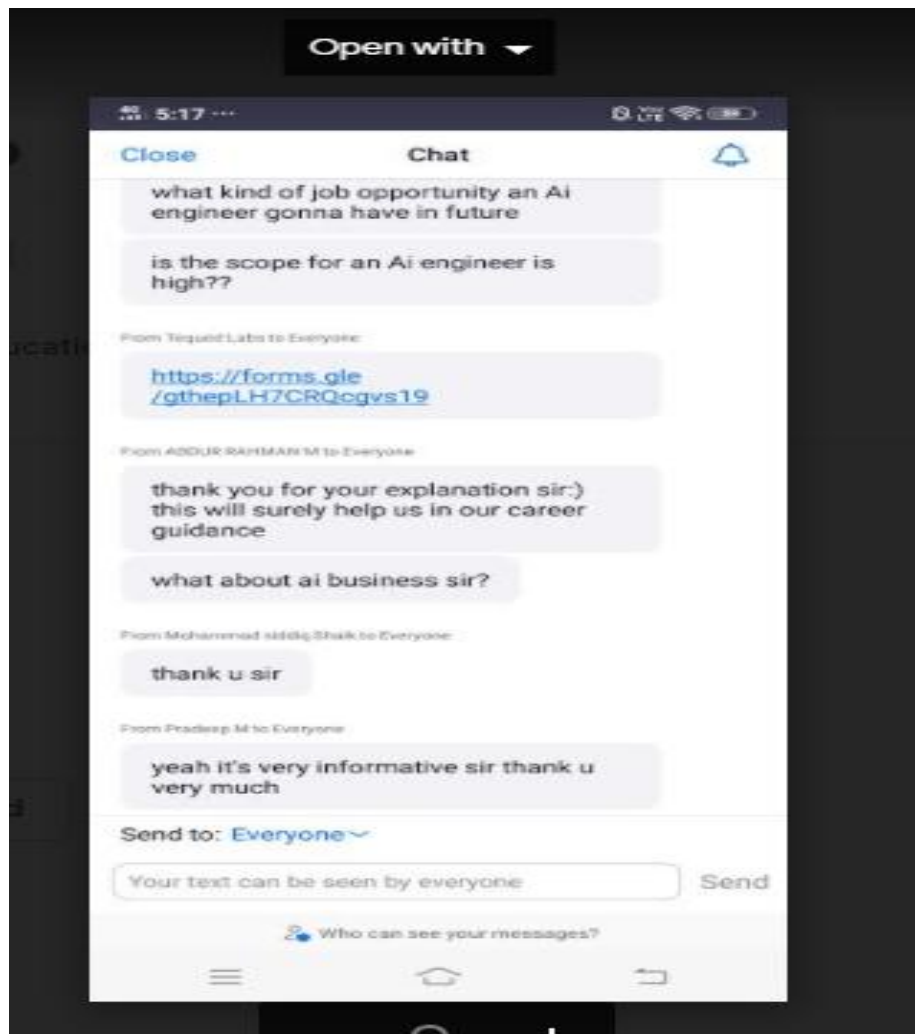 Open with
5:17 ...
Close Chat
what kind of job opportunity an Ai
engineer gonna have in future
is the scope for an Ai engineer is
high??
From Tequed Labs to Everyone
https://forms.gle
/gthepLH7CRQcgvs19
From ABDUR RAHMAN M to Everyone
thank you for your explanation sir:)
this will surely help us in our career
guidance
what about ai business sir?
From Mohammad siddiq Shaik to Everyone
thank u sir
From Pradeep M to Everyone
yeah it's very informative sir thank u
very much
Send to: Everyone
Your text can be seen by everyone Send
Who can see your messages?